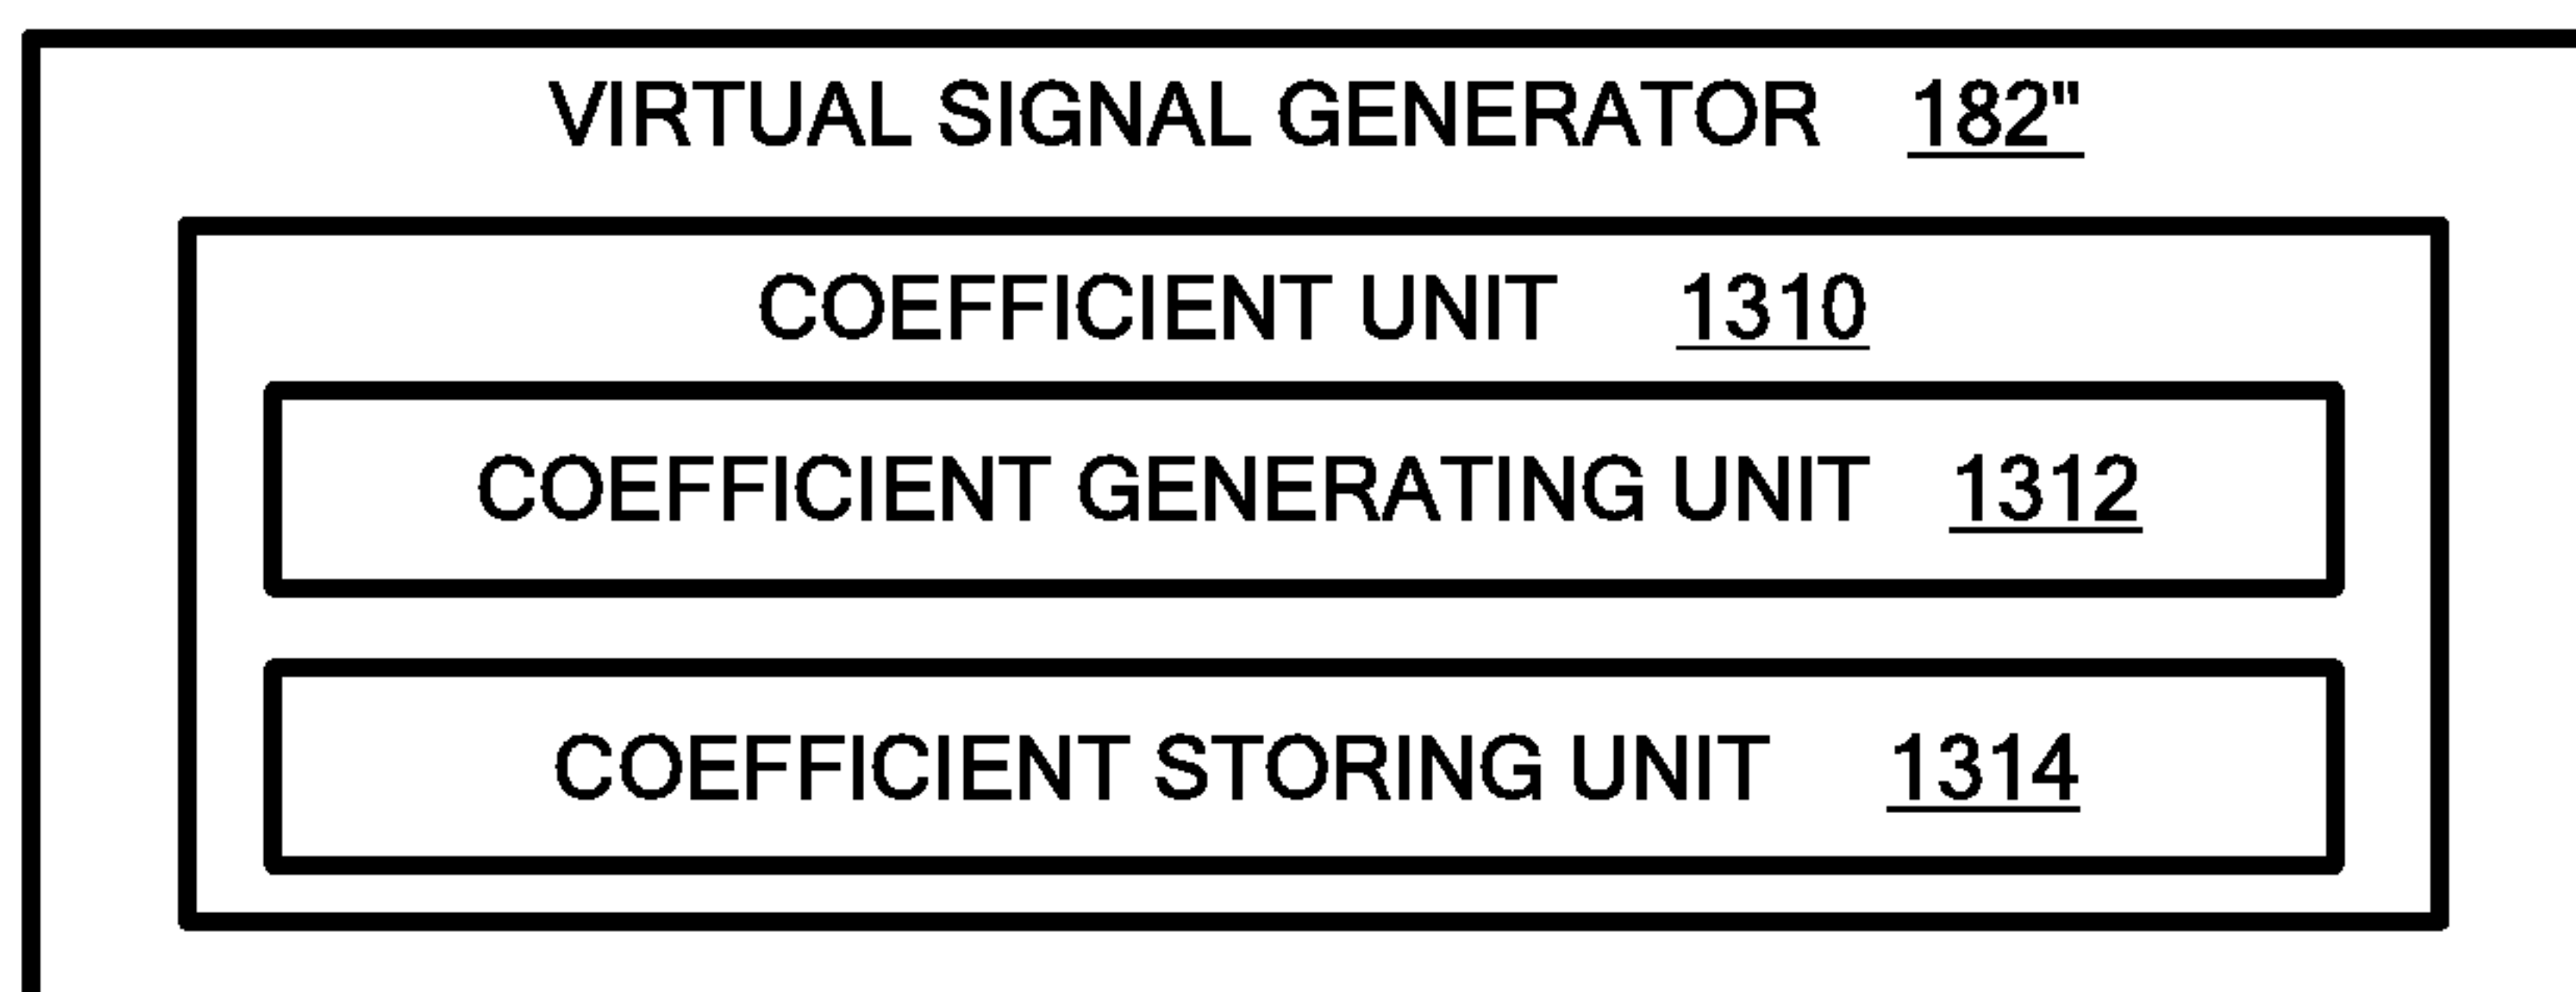 VIRTUAL SIGNAL GENERATOR 182"
COEFFICIENT UNIT 1310
COEFFICIENT GENERATING UNIT 1312
COEFFICIENT STORING UNIT 1314